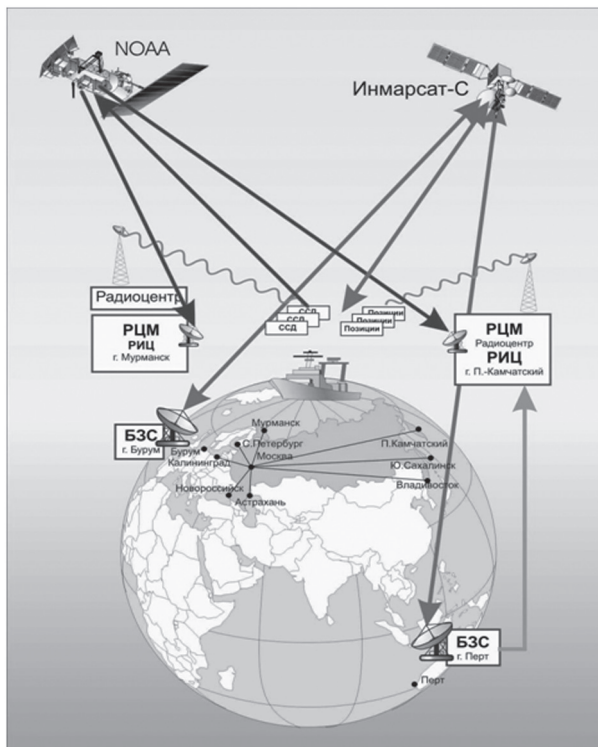 NOAA
Инмарсат-С
Радиоцентр
РЦМ
РИЦ
г. Мурманск
ССД
ССД
ССД
Позиции
Позиции
Позиции
РЦМ
Радиоцентр
РИЦ
г. П.-Камчатский
БЗС
г. Бурум
Мурманск
С.Петербург
Бурум
Москва
Калининград
Новороссийск
Астрахань
П.Камчатский
Ю.Сахалинск
Владивосток
БЗС
г. Перт
Перт